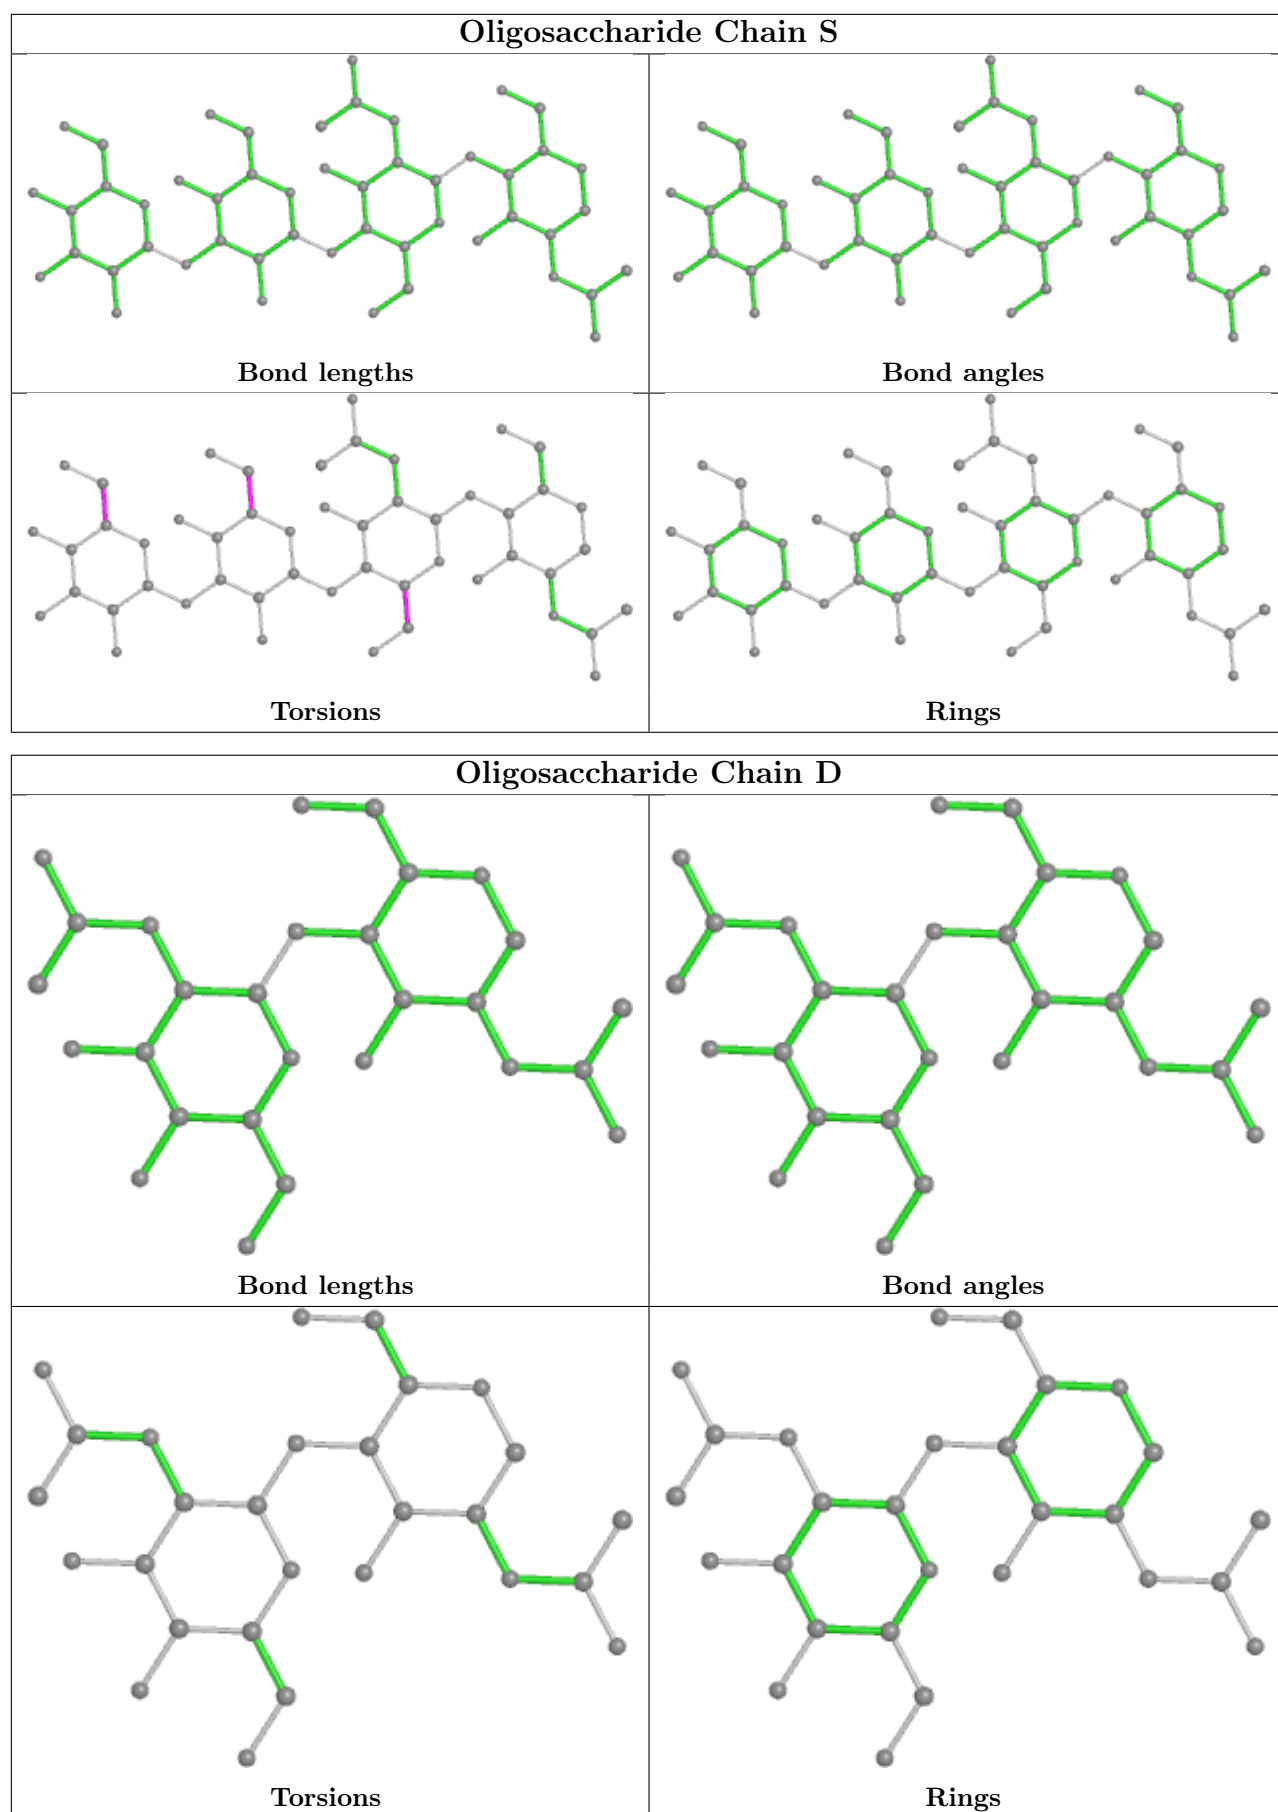 Oligosaccharide Chain S
Bond lengths
Bond angles
Torsions
Rings
Oligosaccharide Chain D
Bond lengths
Bond angles
Torsions
Rings